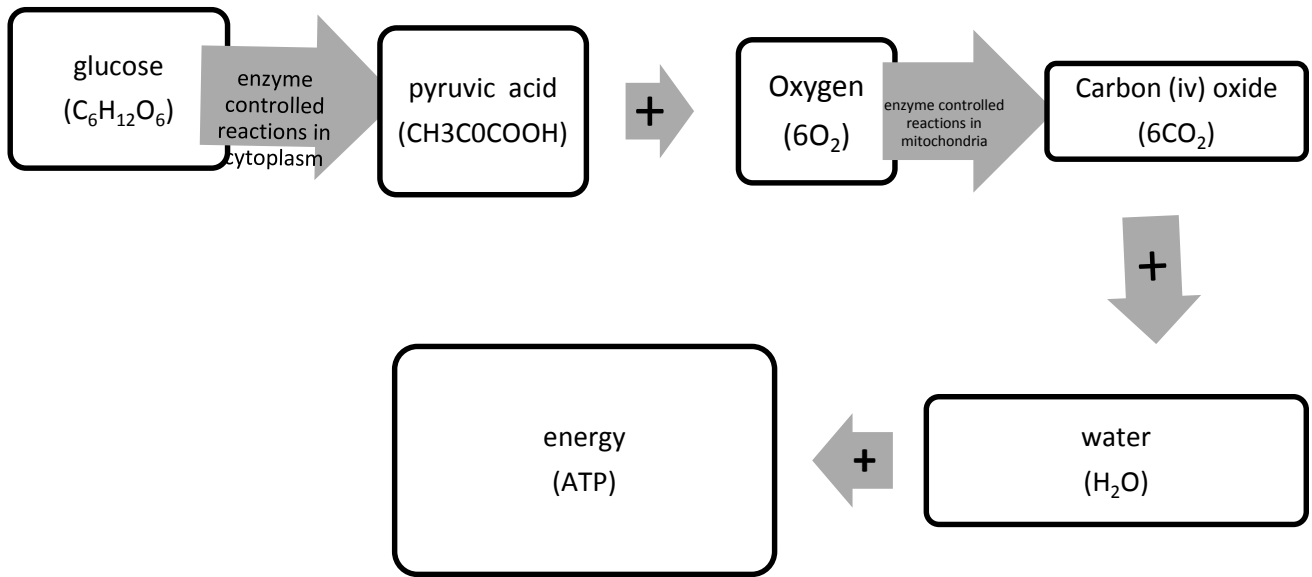 glucose
(C₆H₁₂O₆)
enzyme
controlled
reactions in
cytoplasm
pyruvic acid
(CH3C0COOH)
+
Oxygen
(6O₂)
enzyme controlled
reactions in
mitochondria
Carbon (iv) oxide
(6CO₂)
+
water
(H₂O)
+
energy
(ATP)